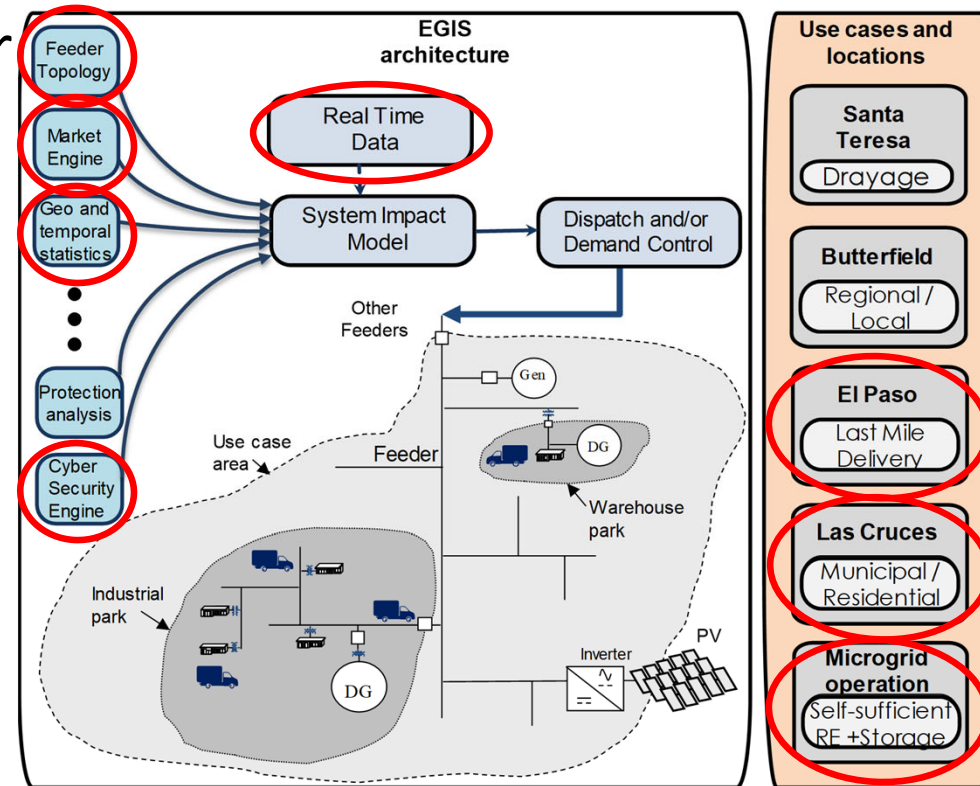 r
EGIS
architecture
Feeder
Topology
Market
Engine
Geo and
temporal
statistics
Protection
analysis
Cyber
Security
Engine
Real Time
Data
System Impact
Model
Dispatch and/or
Demand Control
Other
Feeders
Gen
Use case
area
Feeder
DG
Warehouse
park
Industrial
park
DG
Inverter
PV
Use cases and
locations
Santa
Teresa
Drayage
Butterfield
Regional /
Local
El Paso
Last Mile
Delivery
Las Cruces
Municipal /
Residential
Microgrid
operation
Self-sufficient
RE +Storage